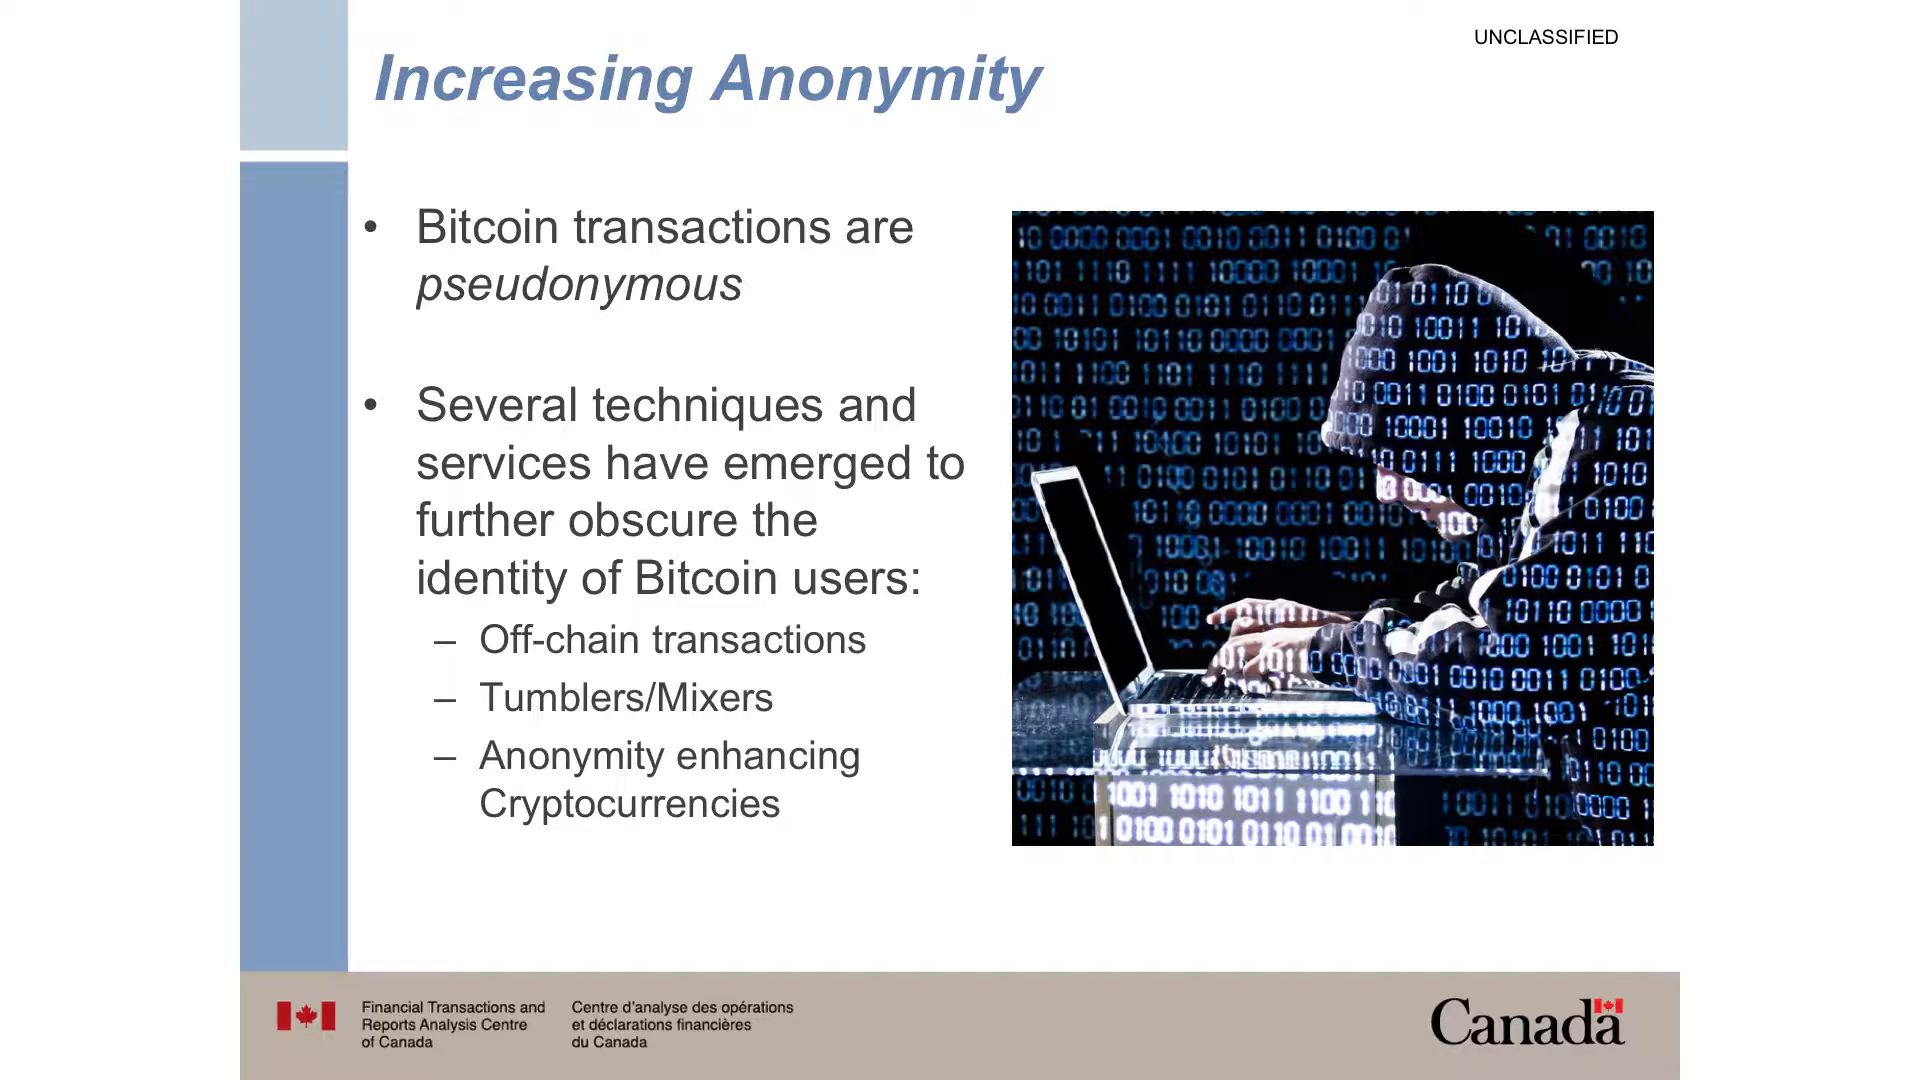 UNCLASSIFIED
Increasing Anonymity
• Bitcoin transactions are
pseudonymous
• Several techniques and
services have emerged to
further obscure the
identity of Bitcoin users:
– Off-chain transactions
– Tumblers/Mixers
– Anonymity enhancing
Cryptocurrencies
Financial Transactions and
Reports Analysis Centre
of Canada
Centre d'analyse des opérations
et déclarations financières
du Canada
Canada